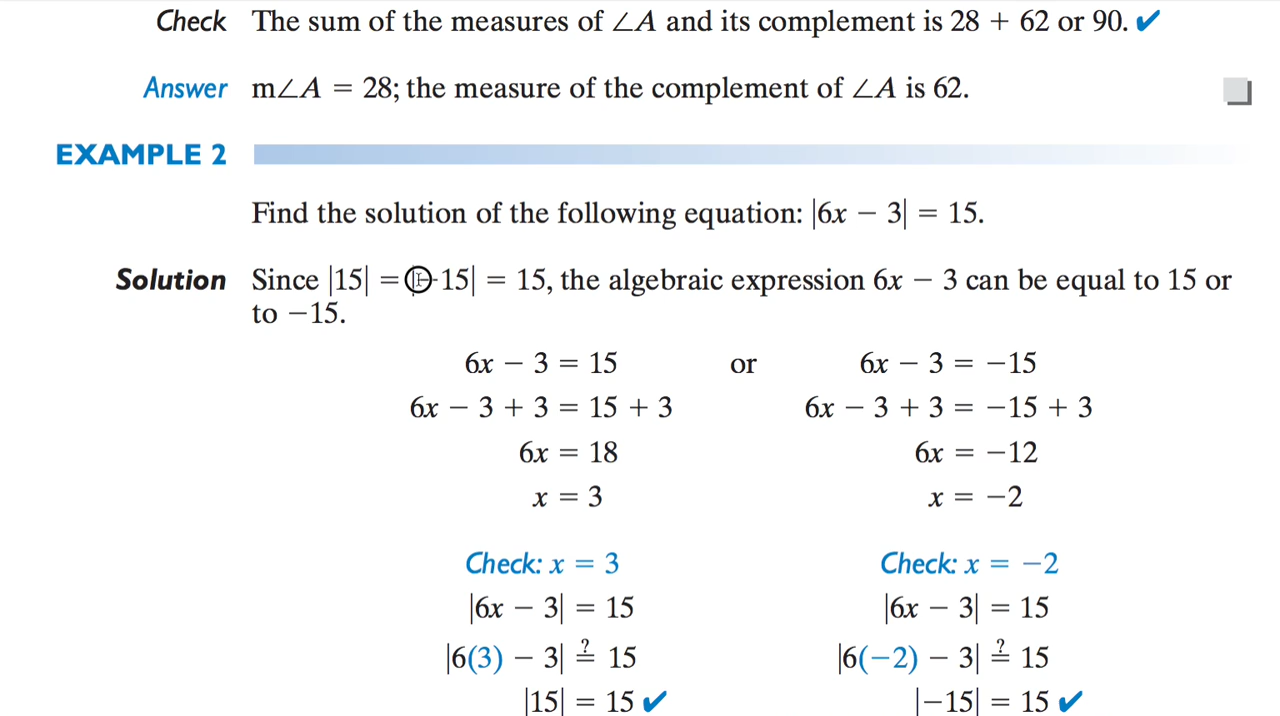 Check The sum of the measures of ∠A and its complement is 28 + 62 or 90. ✔
Answer m∠A = 28; the measure of the complement of ∠A is 62.
EXAMPLE 2
Find the solution of the following equation: |6x − 3| = 15.
Solution Since |15| = 15| = 15, the algebraic expression 6x − 3 can be equal to 15 or
to −15.
6x − 3 = 15 or 6x − 3 = −15
6x − 3 + 3 = 15 + 3 6x − 3 + 3 = −15 + 3
6x = 18 6x = −12
x = 3 x = −2
Check: x = 3 Check: x = −2
|6x − 3| = 15 |6x − 3| = 15
|6(3) − 3| ≟ 15 |6(−2) − 3| ≟ 15
|15| = 15 ✔ |−15| = 15 ✔